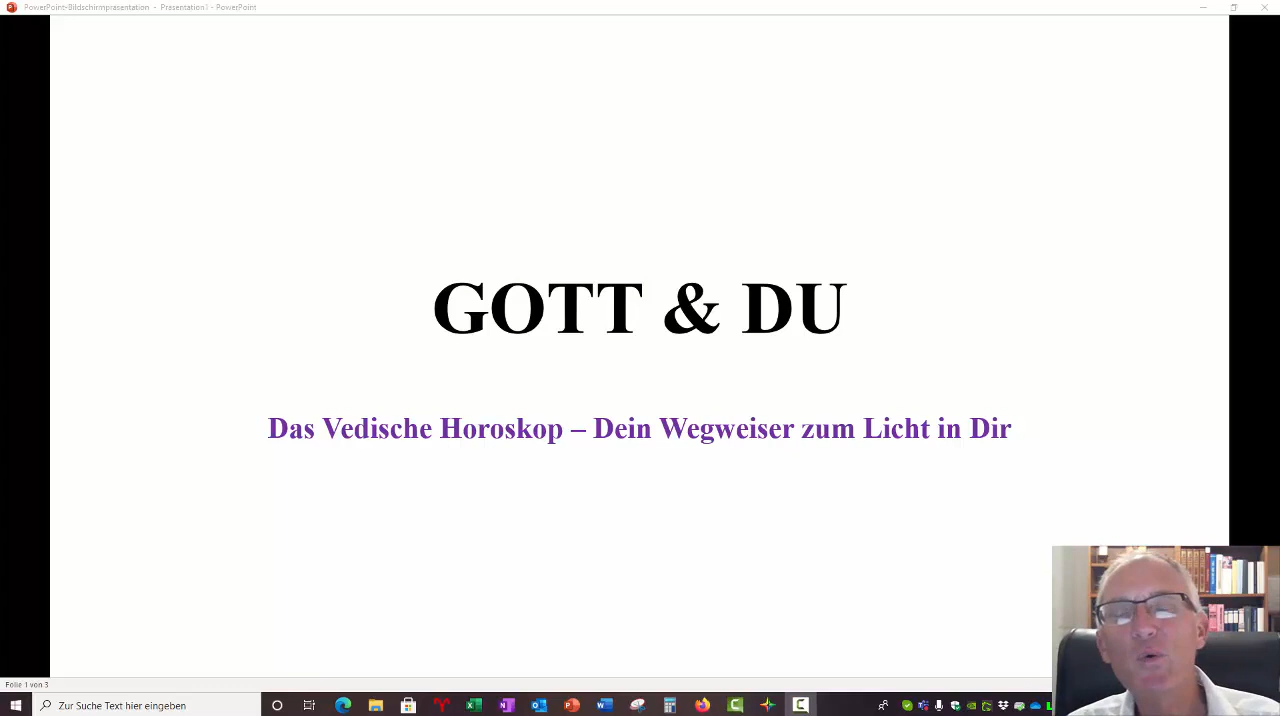 PowerPoint-Bildschirmpräsentation - Präsentation1 - PowerPoint
GOTT & DU
Das Vedische Horoskop – Dein Wegweiser zum Licht in Dir
Folie 1 von 3
Zur Suche Text hier eingeben